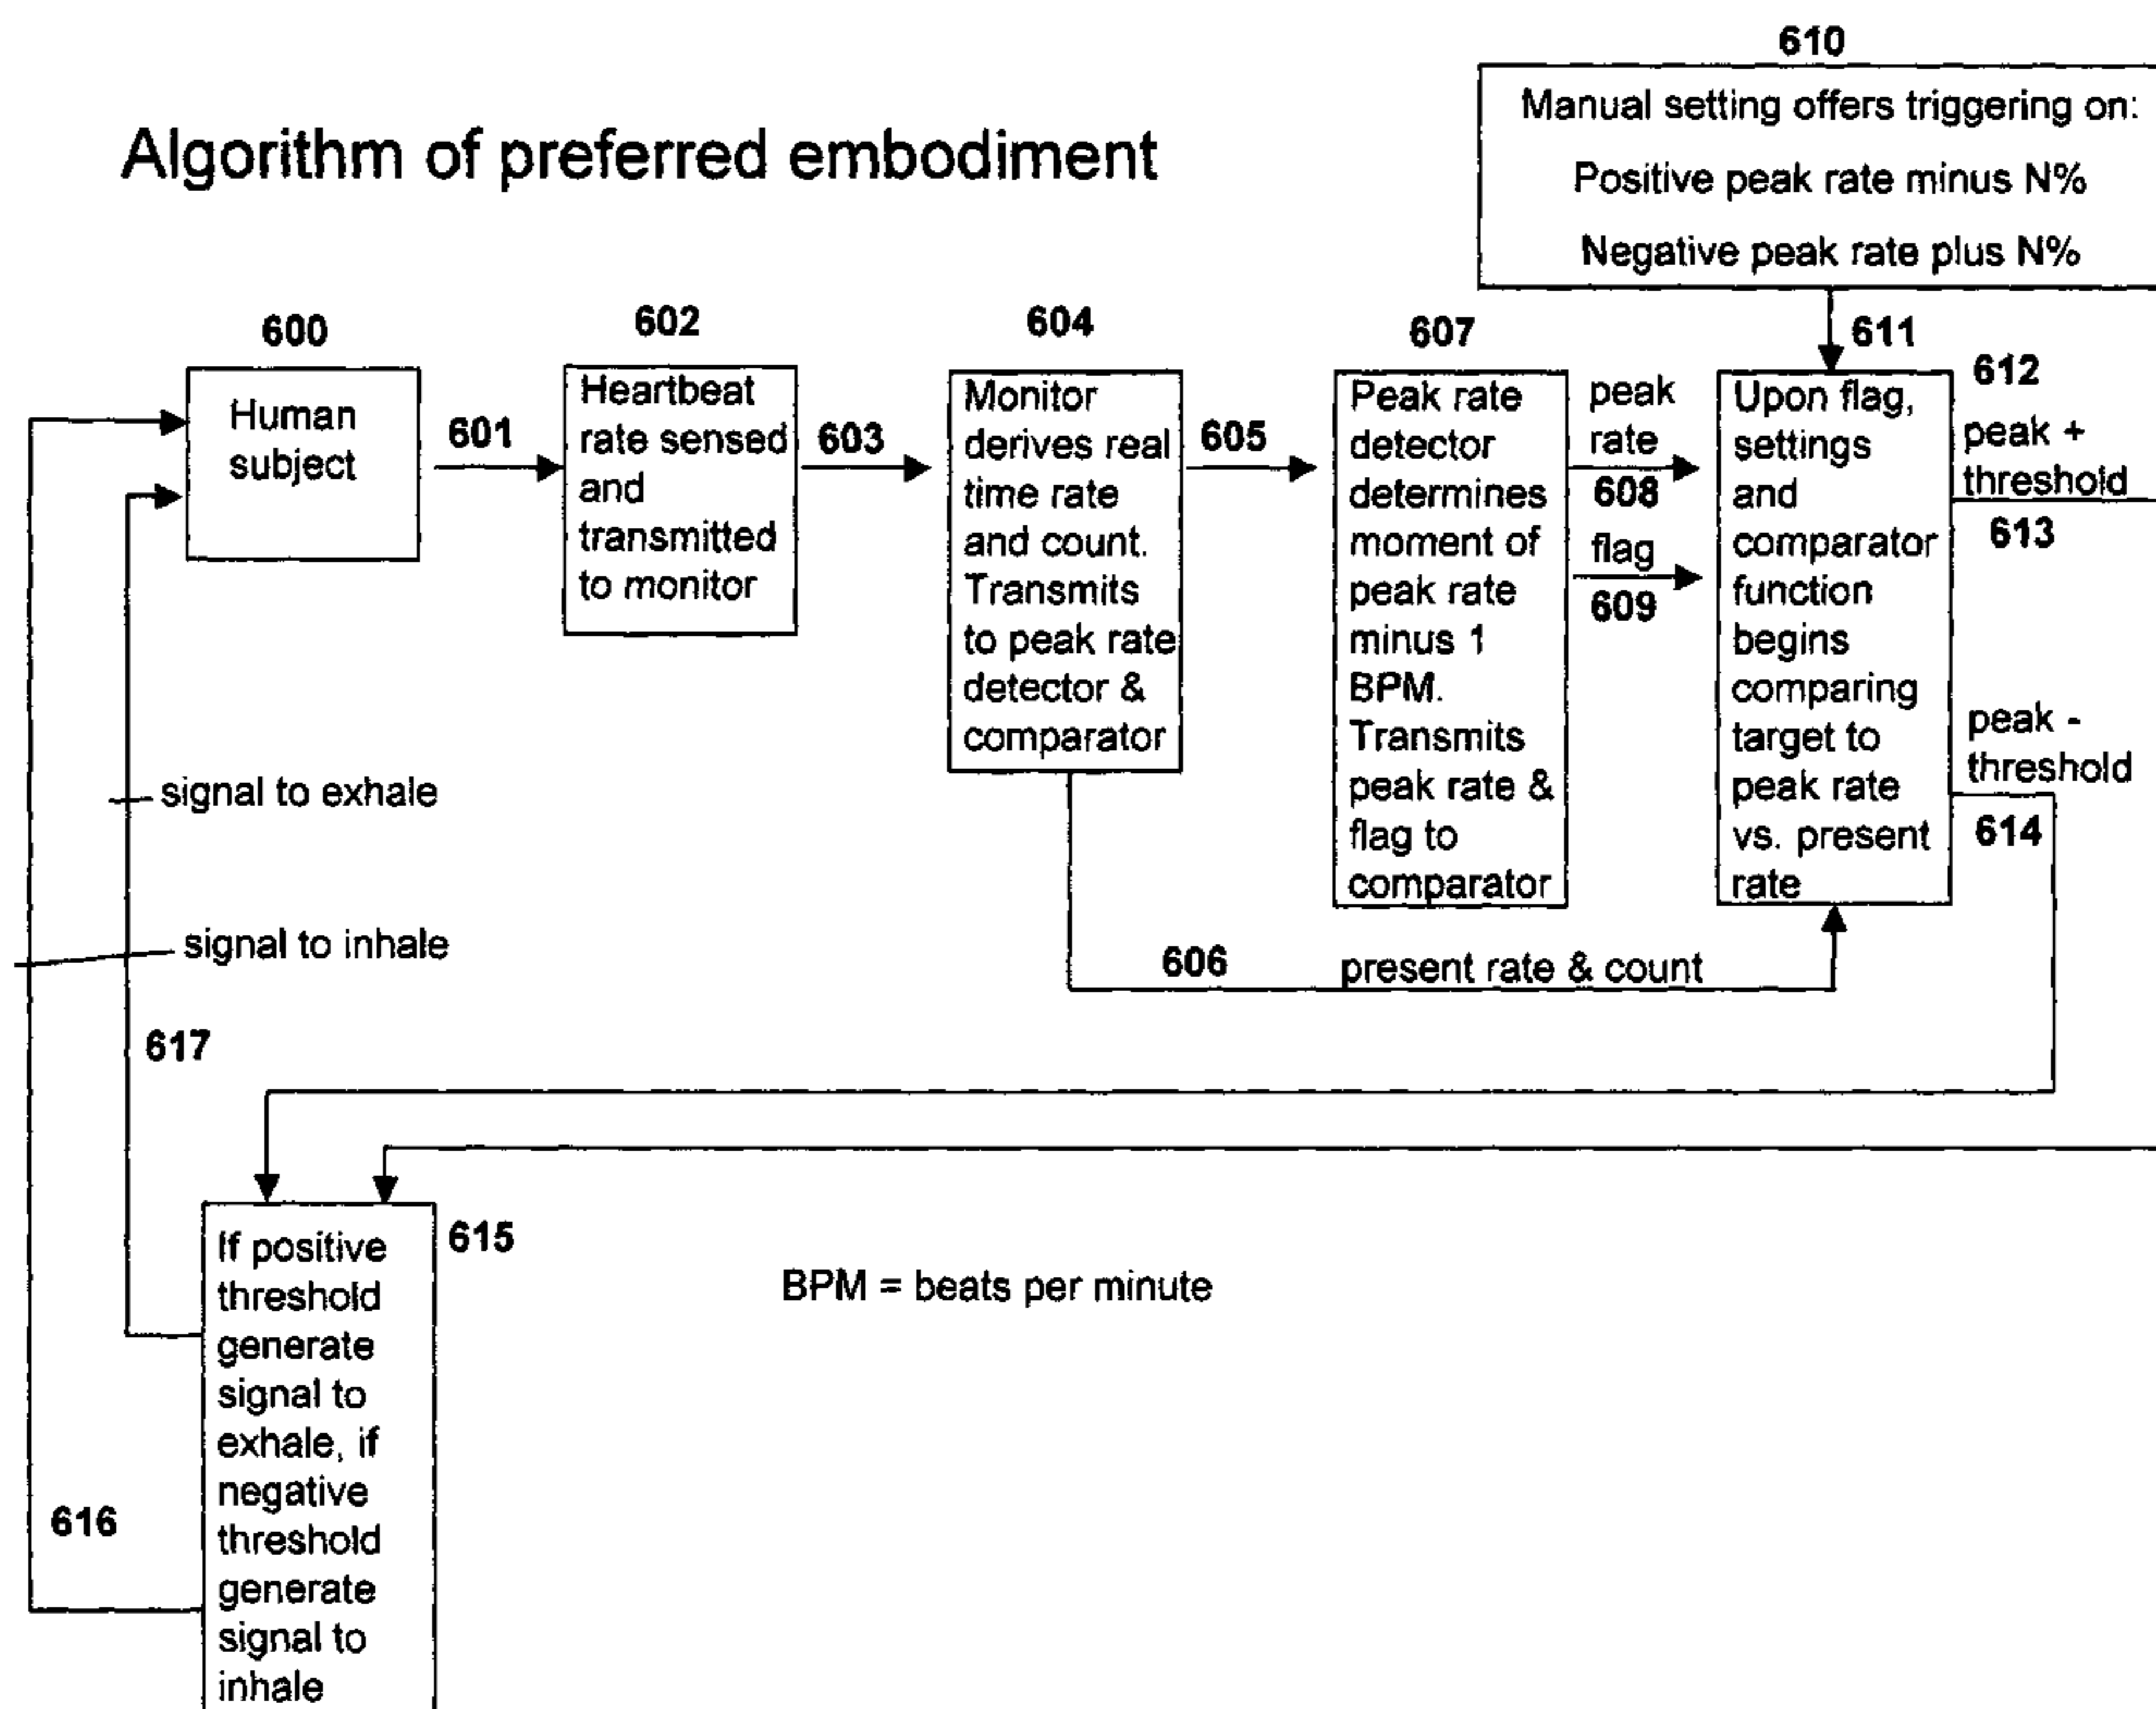 610
Manual setting offers triggering on:
Positive peak rate minus N%
Negative peak rate plus N%
Algorithm of preferred embodiment
600
Human
subject
601
602
Heartbeat
rate sensed
and
transmitted
to monitor
603
604
Monitor
derives real
time rate
and count.
Transmits
to peak rate
detector &
comparator
605
606
present rate & count
607
Peak rate
detector
determines
moment of
peak rate
minus 1
BPM.
Transmits
peak rate &
flag to
comparator
peak
rate
608
flag
609
611
Upon flag,
settings
and
comparator
function
begins
comparing
target to
peak rate
vs. present
rate
612
peak +
threshold
613
peak -
threshold
614
signal to exhale
signal to inhale
617
616
615
If positive
threshold
generate
signal to
exhale, if
negative
threshold
generate
signal to
inhale
BPM = beats per minute